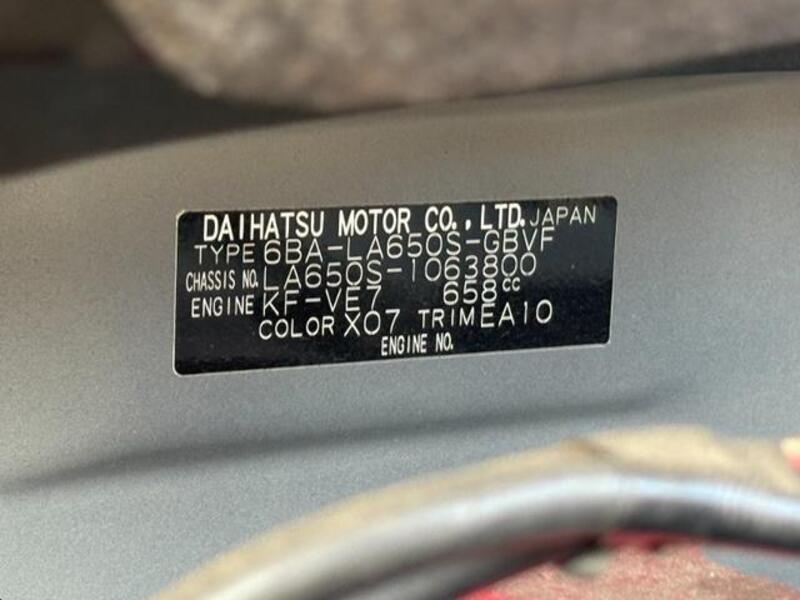 DAIHATSU MOTOR CO., LTD. JAPAN
TYPE 6BA-LA650S-GBVF
CHASSIS NO. LA650S-1063800
ENGINE KF-VE7 658cc
COLOR X07 TRIM EA10
ENGINE NO.